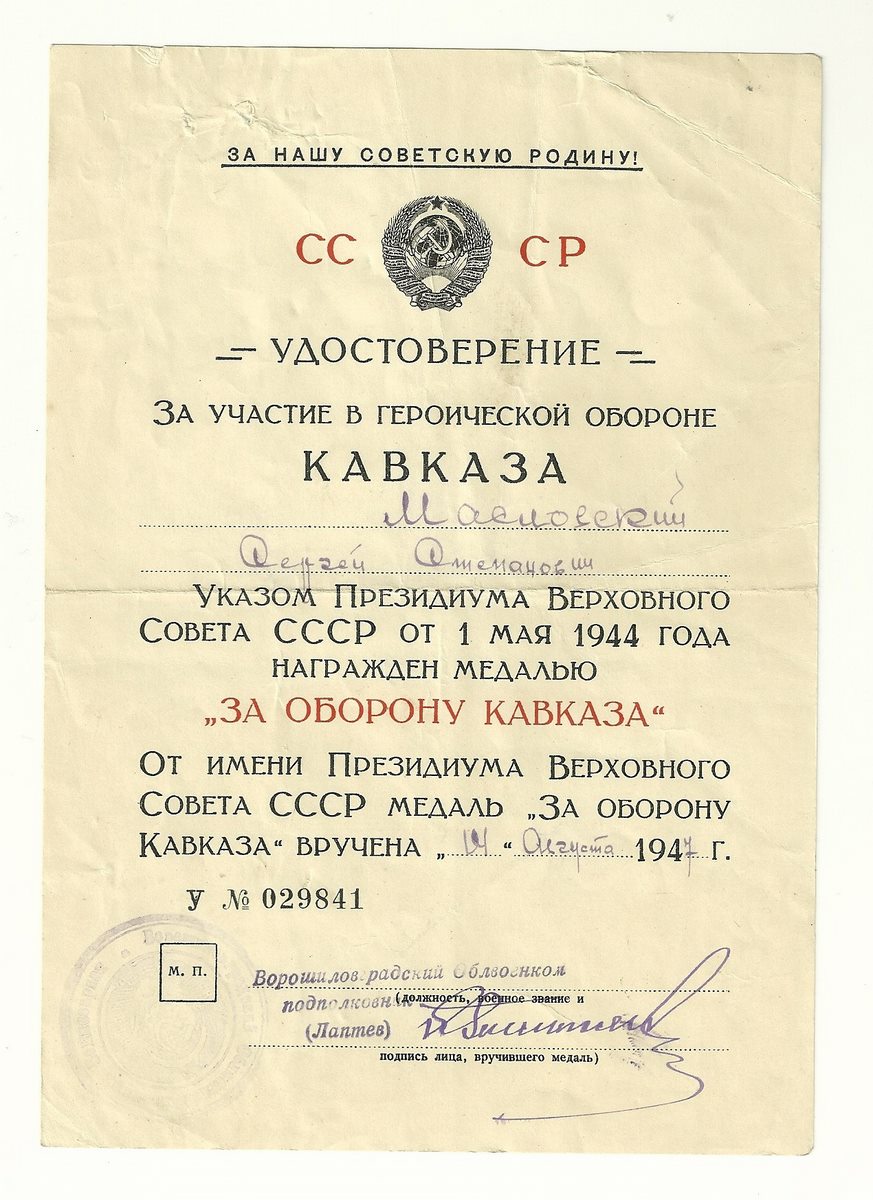 ЗА НАШУ СОВЕТСКУЮ РОДИНУ!
СС СР
УДОСТОВЕРЕНИЕ
ЗА УЧАСТИЕ В ГЕРОИЧЕСКОЙ ОБОРОНЕ
КАВКАЗА
Масловский
Сергей Степанович
УКАЗОМ ПРЕЗИДИУМА ВЕРХОВНОГО
СОВЕТА СССР ОТ 1 МАЯ 1944 ГОДА
НАГРАЖДЕН МЕДАЛЬЮ
„ЗА ОБОРОНУ КАВКАЗА“
ОТ ИМЕНИ ПРЕЗИДИУМА ВЕРХОВНОГО
СОВЕТА СССР МЕДАЛЬ „ЗА ОБОРОНУ
КАВКАЗА“ ВРУЧЕНА „ “ Августа 1947 Г.
У № 029841
М. П.
Ворошиловградский Облвоенком
подполковник (должность, военное звание и
(Лаптев)
подпись лица, вручившего медаль)